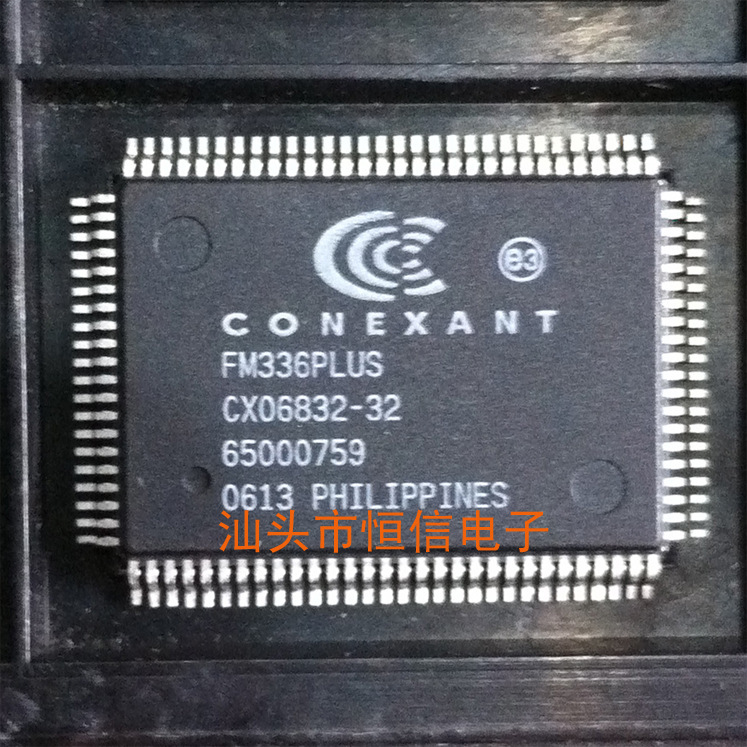 e3
CONEXANT
FM336PLUS
CX06832-32
65000759
0613 PHILIPPINES
汕头市恒信电子